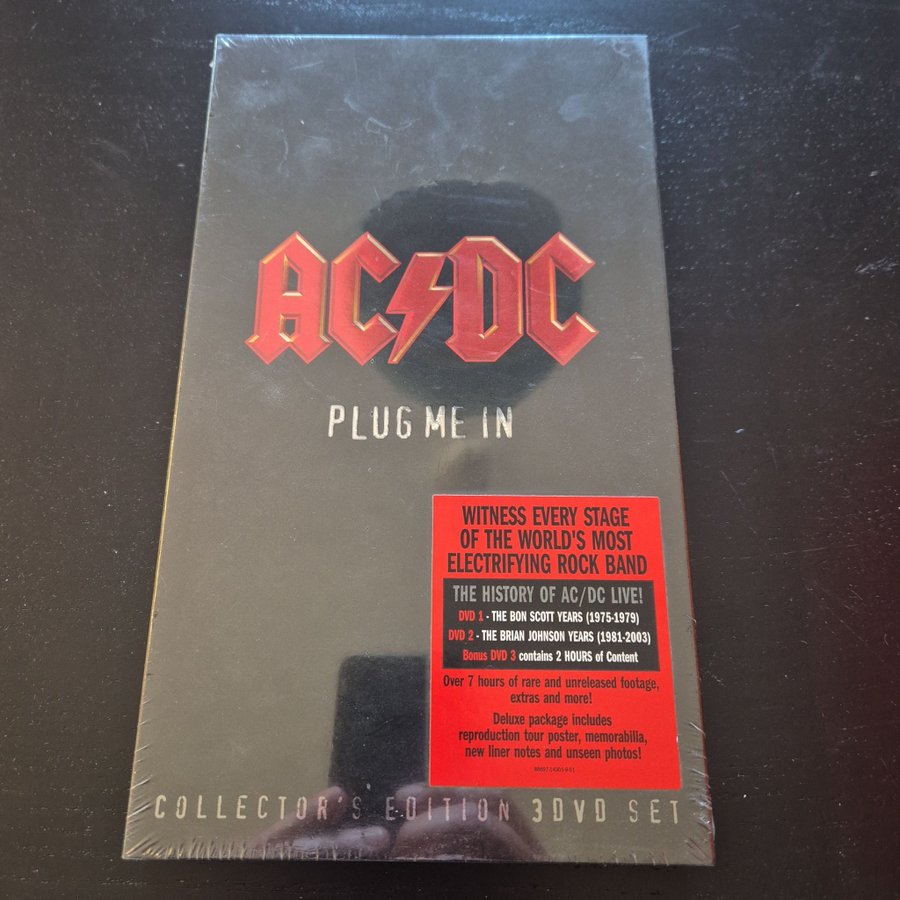 AC⚡DC
PLUG ME IN
WITNESS EVERY STAGE
OF THE WORLD'S MOST
ELECTRIFYING ROCK BAND
THE HISTORY OF AC/DC LIVE!
DVD 1 - THE BON SCOTT YEARS (1975-1979)
DVD 2 - THE BRIAN JOHNSON YEARS (1981-2003)
Bonus DVD 3 contains 2 HOURS of Content
Over 7 hours of rare and unreleased footage,
extras and more!
Deluxe package includes
reproduction tour poster, memorabilia,
new liner notes and unseen photos!
COLLECTOR'S EDITION 3DVD SET